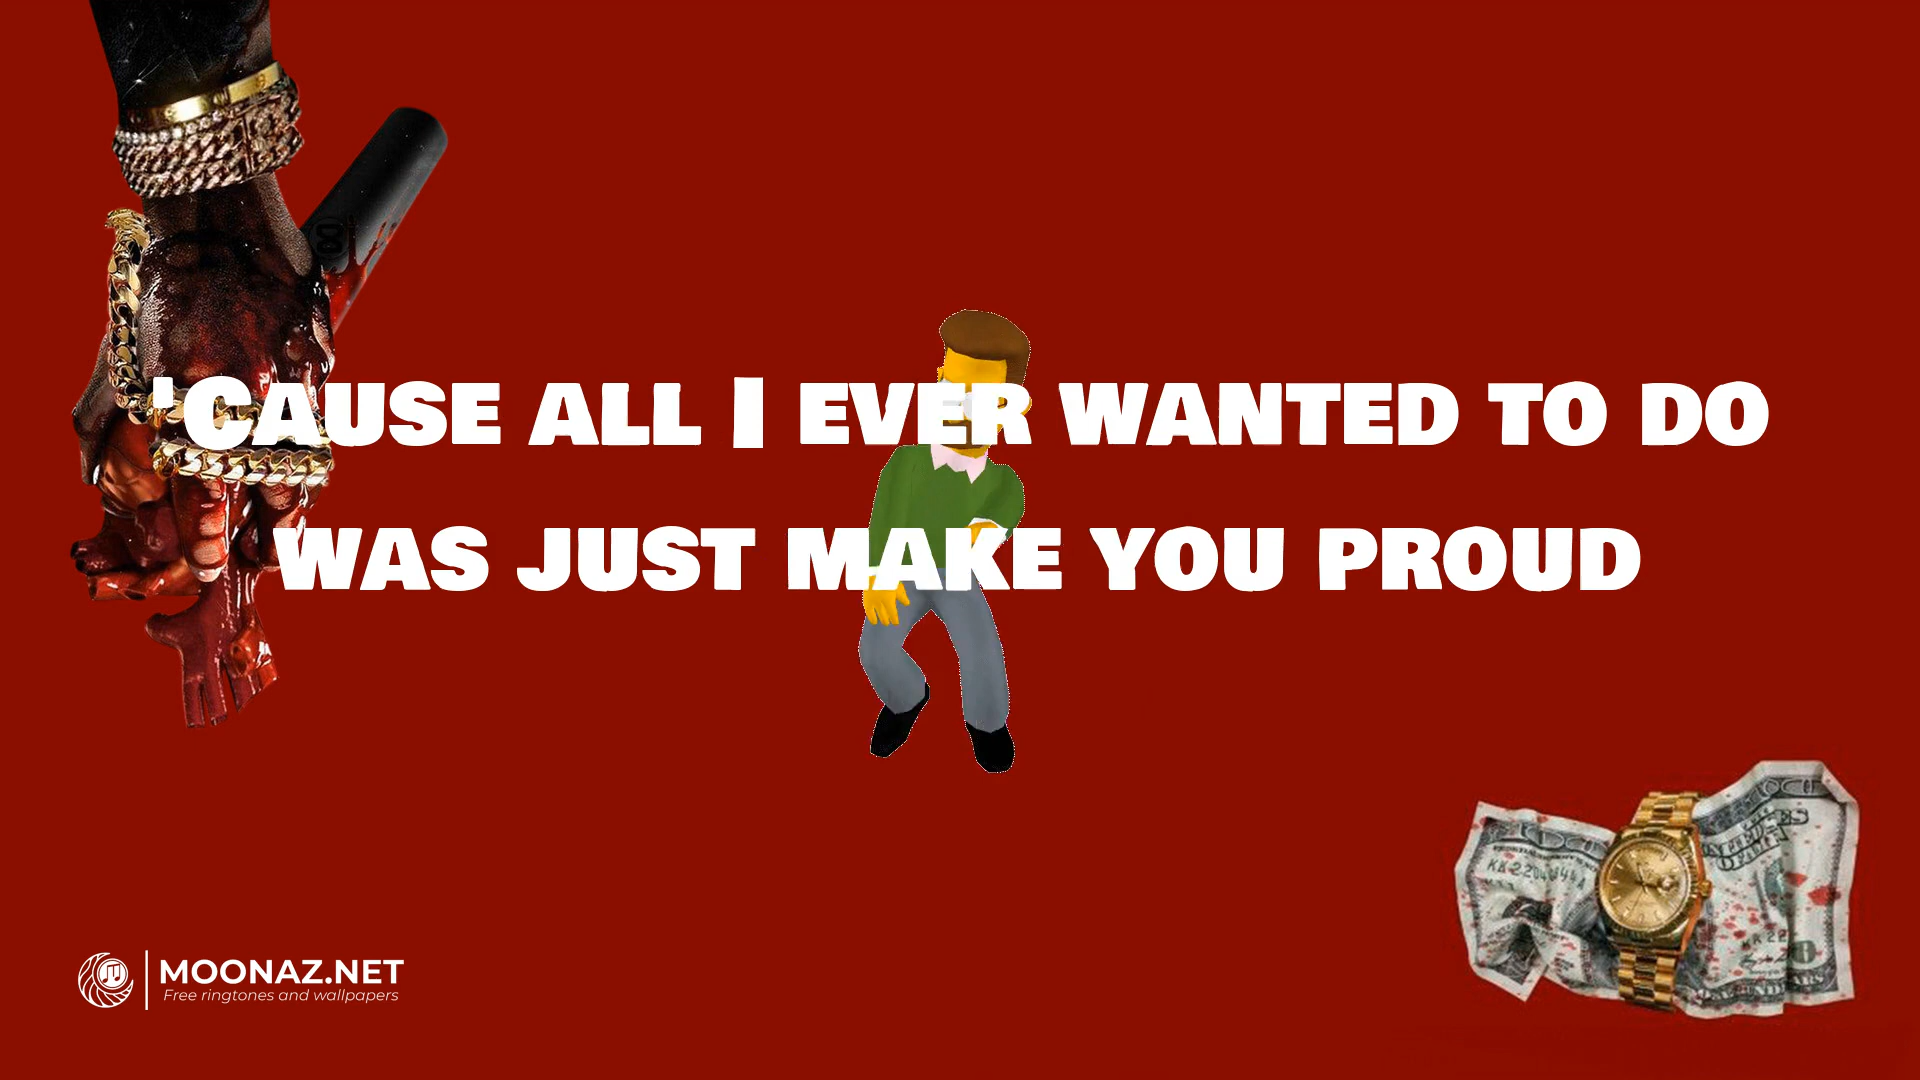 'Cause all I ever wanted to do
was just make you proud
MOONAZ.NET
Free ringtones and wallpapers